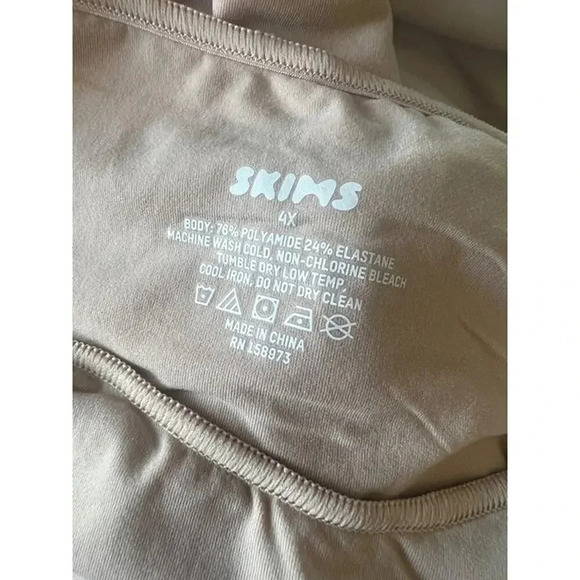 SKIMS
4X
BODY: 76% POLYAMIDE 24% ELASTANE
MACHINE WASH COLD, NON-CHLORINE BLEACH
TUMBLE DRY LOW TEMP
COOL IRON, DO NOT DRY CLEAN
MADE IN CHINA
RN 158973